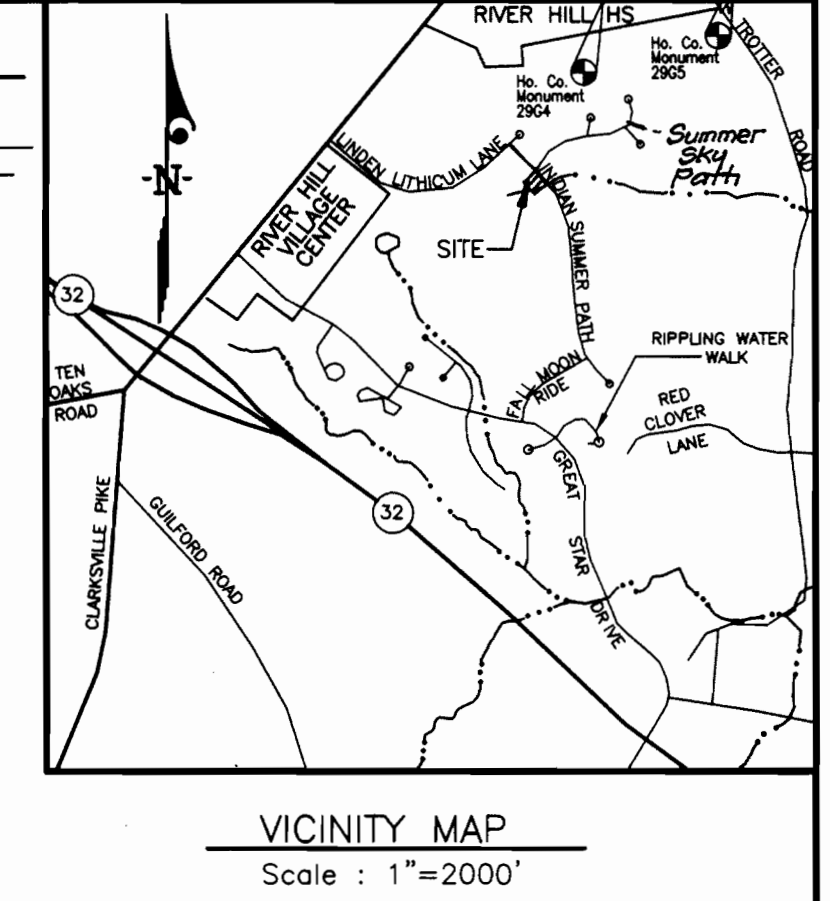 RIVER HILL HS
Ho. Co.
Monument
29G5
TROTTER
ROAD
Ho. Co.
Monument
29G4
Summer
Sky
Path
LINDEN LITHICUM LANE
-N-
RIVER HILL
VILLAGE
CENTER
INDIAN SUMMER PATH
SITE
32
RIPPLING WATER
WALK
TEN
OAKS
ROAD
FALL MOON
RIDE
RED
CLOVER
LANE
GREAT STAR DRIVE
32
CLARKSVILLE PIKE
GUILFORD ROAD
VICINITY MAP
Scale : 1"=2000'